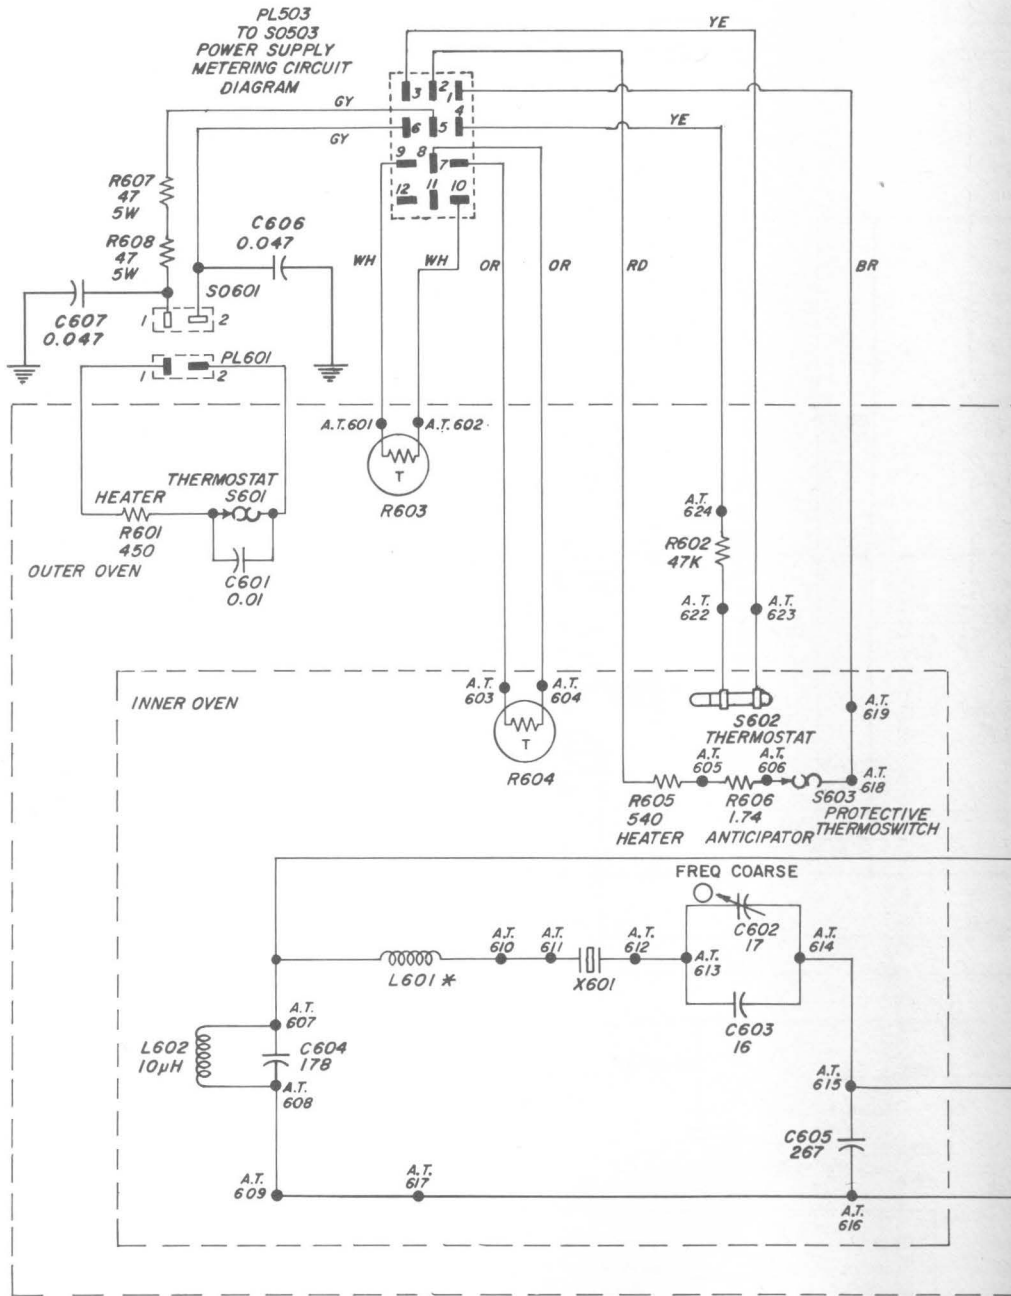 PL503
TO SO503
POWER SUPPLY
METERING CIRCUIT
DIAGRAM
YE
3 2 1
GY
4
6 5
YE
GY
9 8 7
12 11 10
R607
47
5W
C606
0.047
R608
47
5W
WH
WH
OR
OR
RD
BR
SO601
1 2
C607
0.047
PL601
1 2
A.T.601
A.T.602
T
R603
THERMOSTAT
S601
HEATER
R601
450
C601
0.01
OUTER OVEN
A.T.
624
R602
47K
A.T.
622
A.T.
623
INNER OVEN
A.T.
603
A.T.
604
T
R604
S602
THERMOSTAT
A.T.
619
A.T.
605
A.T.
606
A.T.
618
R605
540
HEATER
R606
1.74
ANTICIPATOR
S603
PROTECTIVE
THERMOSWITCH
FREQ COARSE
C602
17
A.T.
610
A.T.
611
A.T.
612
A.T.
613
A.T.
614
L601 *
X601
C603
16
A.T.
607
L602
10µH
C604
178
A.T.
608
A.T.
615
C605
267
A.T.
609
A.T.
617
A.T.
616